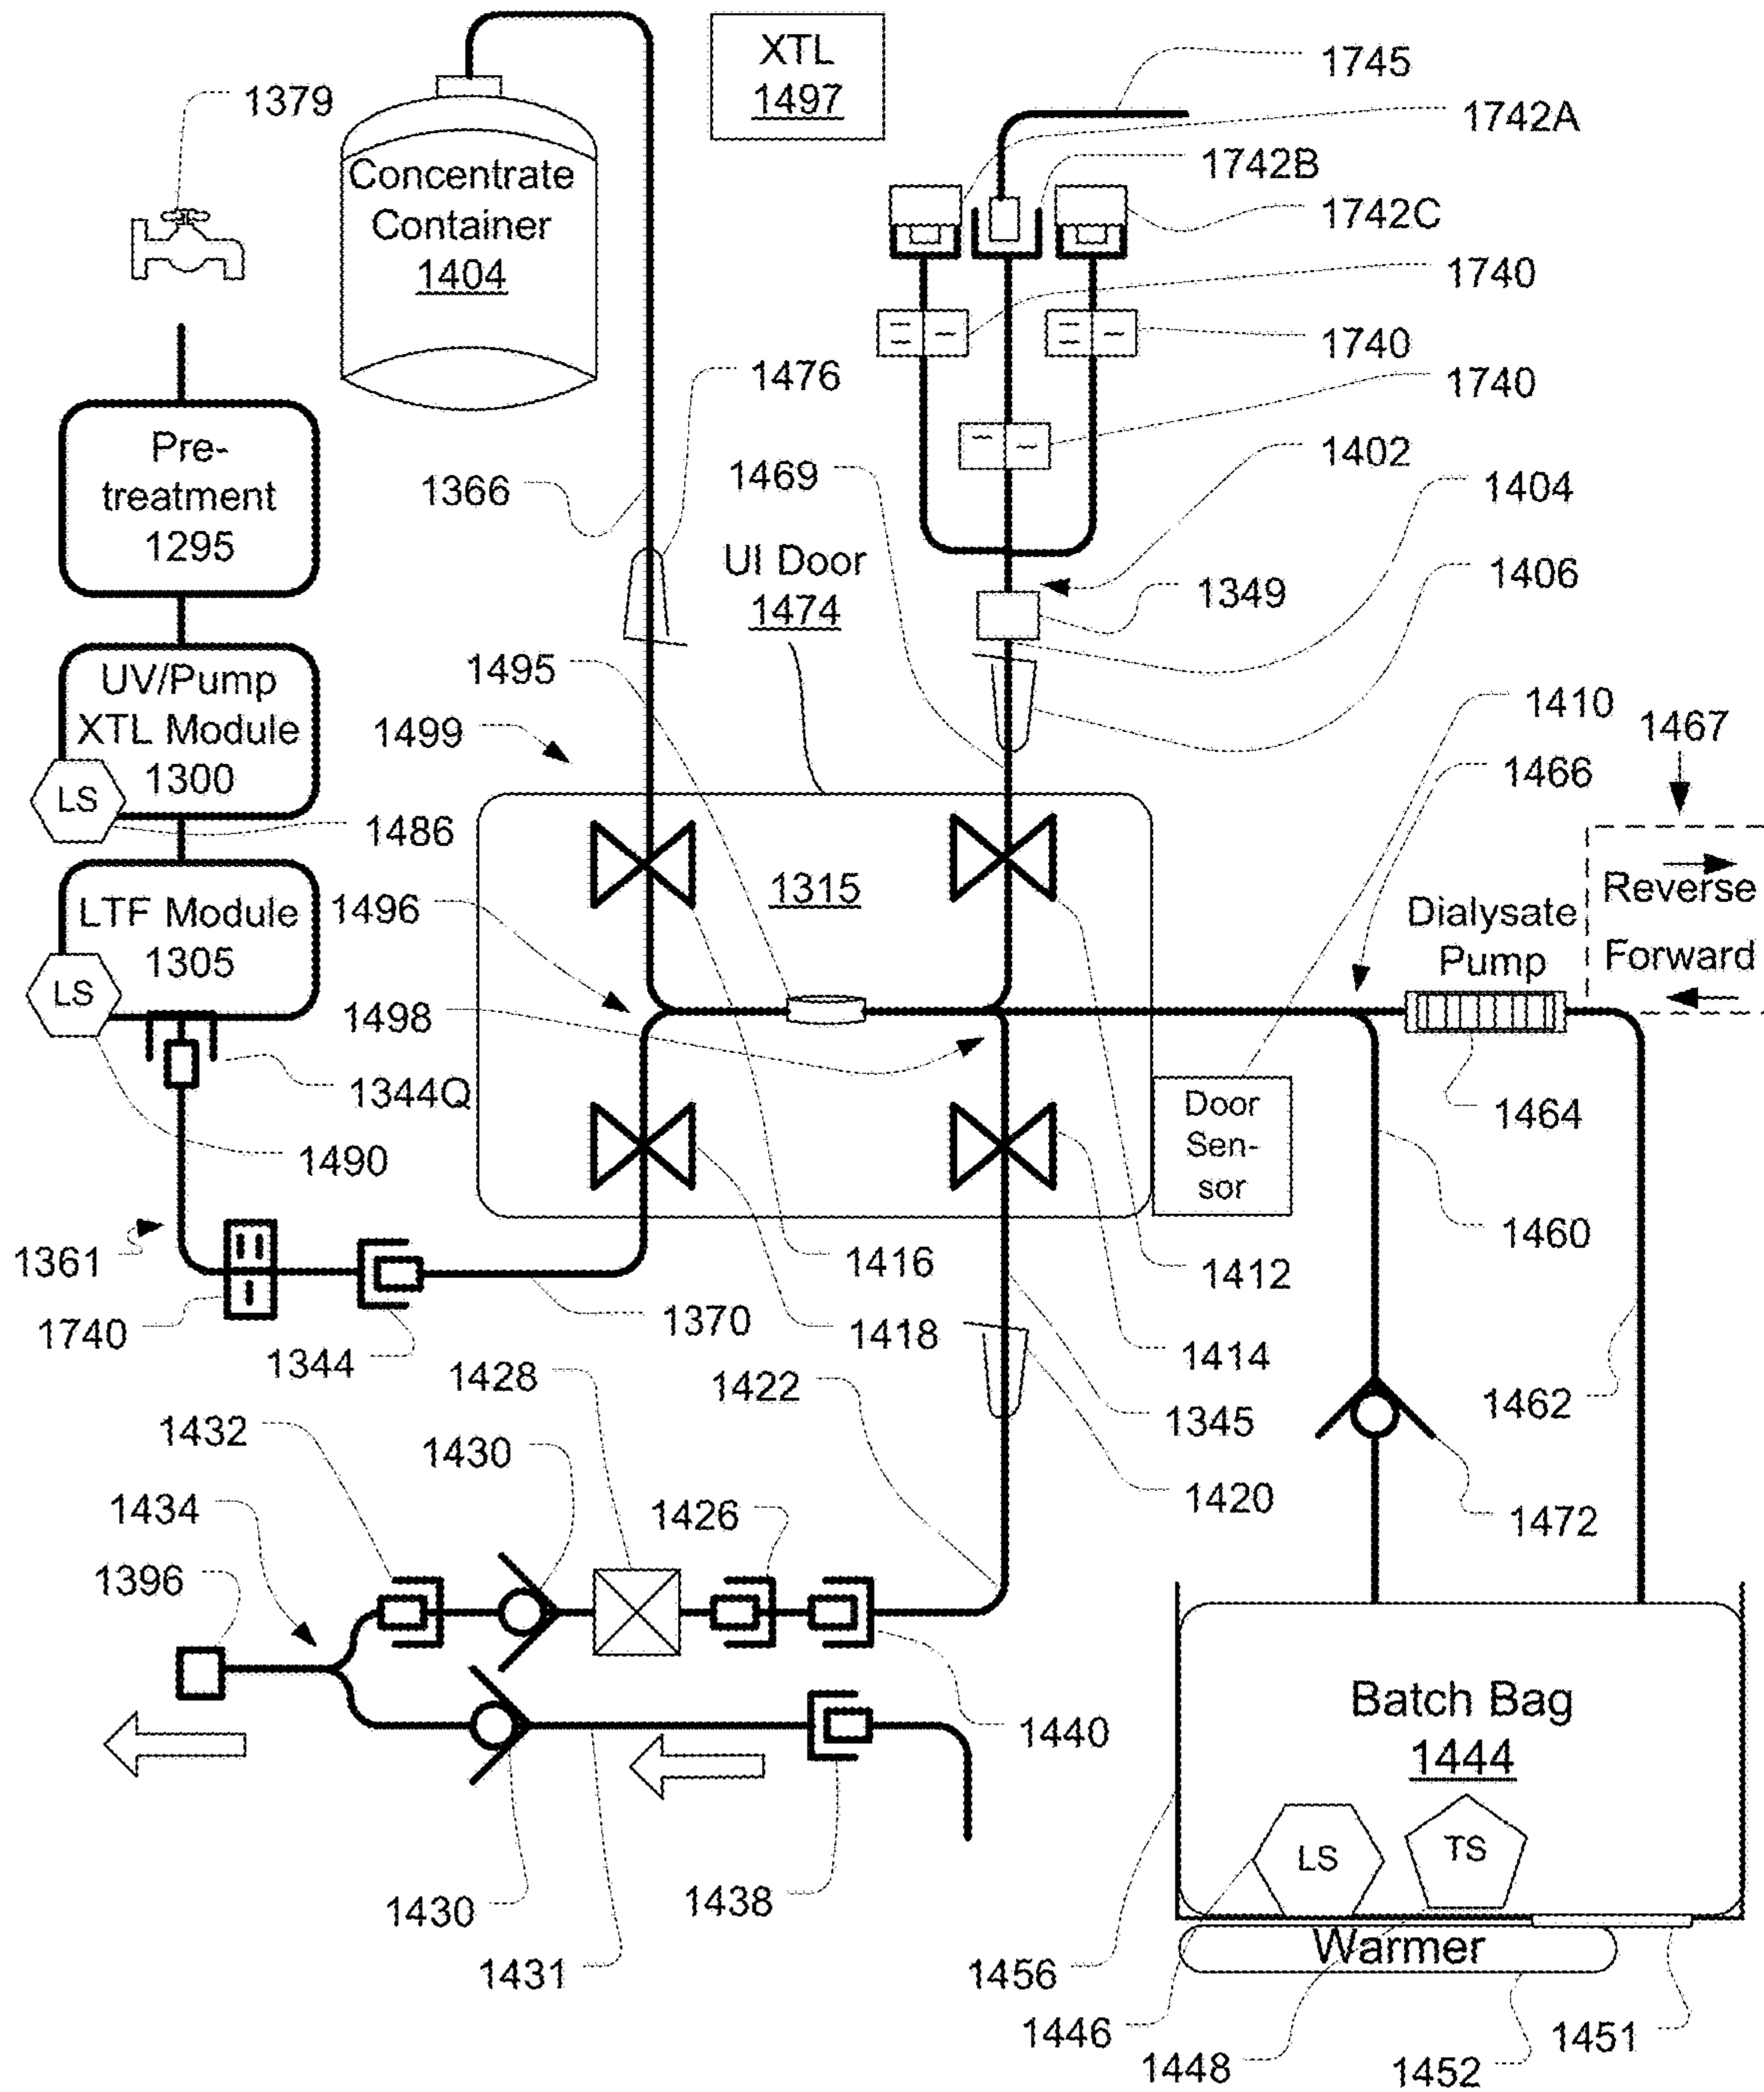 XTL
1497
1745
1742A
1742B
1742C
1379
Concentrate
Container
1404
1740
1740
1740
1476
1366
1469
1402
1404
1406
1349
Pre-
treatment
1295
UI Door
1474
UV/Pump
XTL Module
1300
LS
1486
1495
1499
1410
1467
1466
Reverse
Forward
1315
LTF Module
1305
LS
1496
1498
Dialysate
Pump
1464
1344Q
1490
Door
Sen-
sor
1361
1740
1344
1370
1416
1418
1412
1414
1460
1462
1428
1422
1345
1420
1472
1432
1430
1434
1426
1396
1440
Batch Bag
1444
LS
TS
1430
1431
1438
1456
Warmer
1446
1448
1452
1451